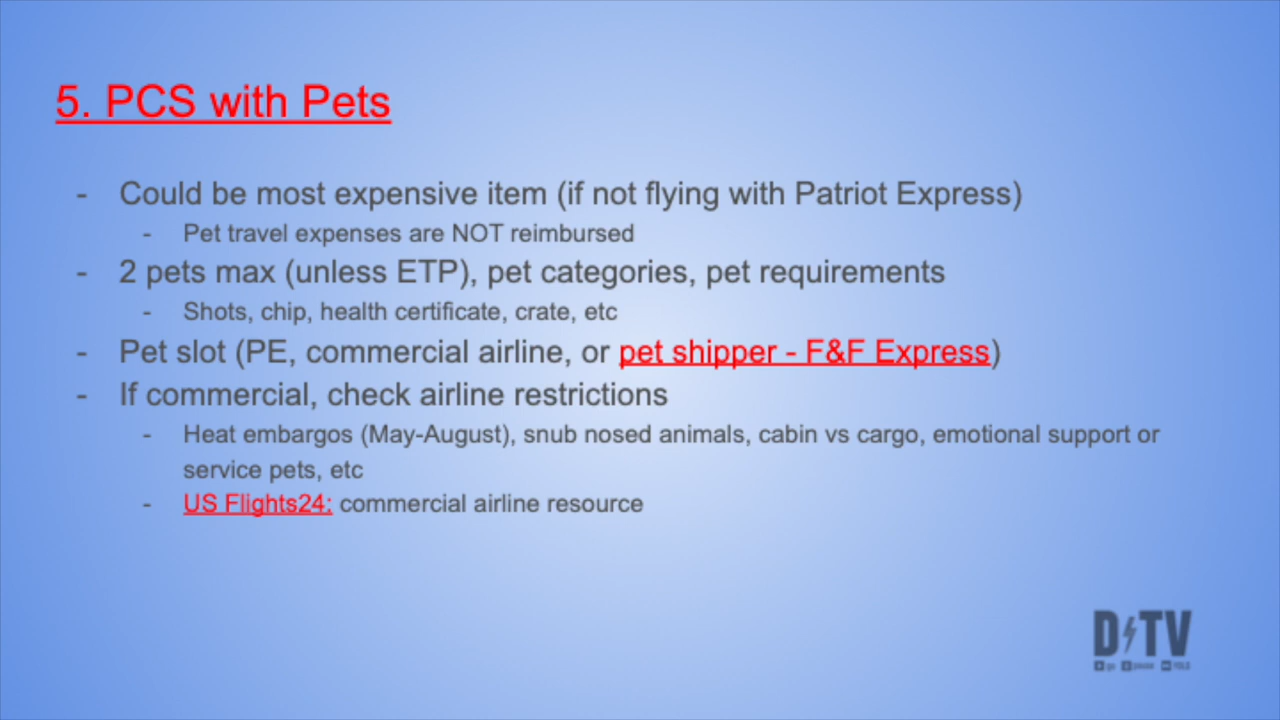 5. PCS with Pets
- Could be most expensive item (if not flying with Patriot Express)
- Pet travel expenses are NOT reimbursed
- 2 pets max (unless ETP), pet categories, pet requirements
- Shots, chip, health certificate, crate, etc
- Pet slot (PE, commercial airline, or pet shipper - F&F Express)
- If commercial, check airline restrictions
- Heat embargos (May-August), snub nosed animals, cabin vs cargo, emotional support or
service pets, etc
- US Flights24: commercial airline resource
D TV
go please